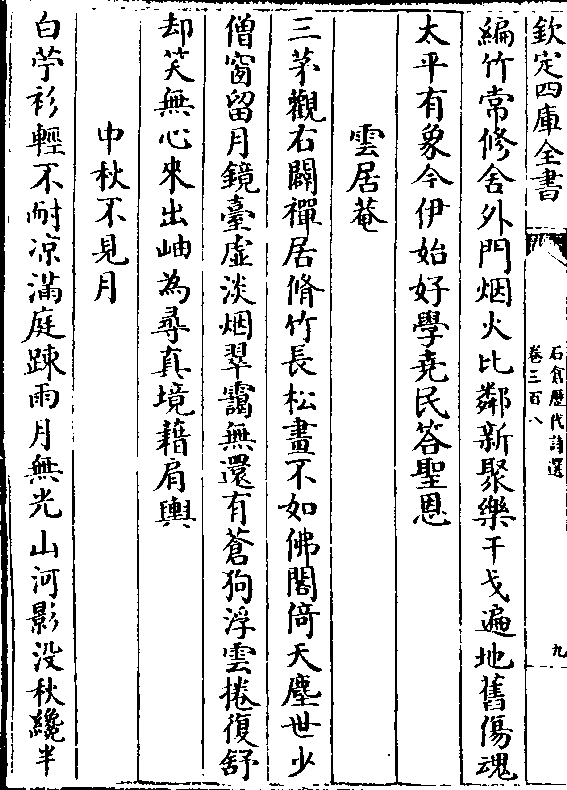 欽定四庫全書
石倉歷代詩選
卷三百八
九
編竹常修舍外門烟火比鄰新聚樂干戈遍地舊傷魂
太平有象今伊始好學堯民答聖恩
雲居菴
三茅觀右闢禪居脩竹長松畫不如佛閣倚天塵世少
僧窗留月鏡臺虛淡烟翠靄無還有蒼狗浮雲捲復舒
却笑無心來出岫為尋真境藉肩輿
中秋不見月
白苧衫輕不耐凉滿庭踈雨月無光山河影没秋纔半